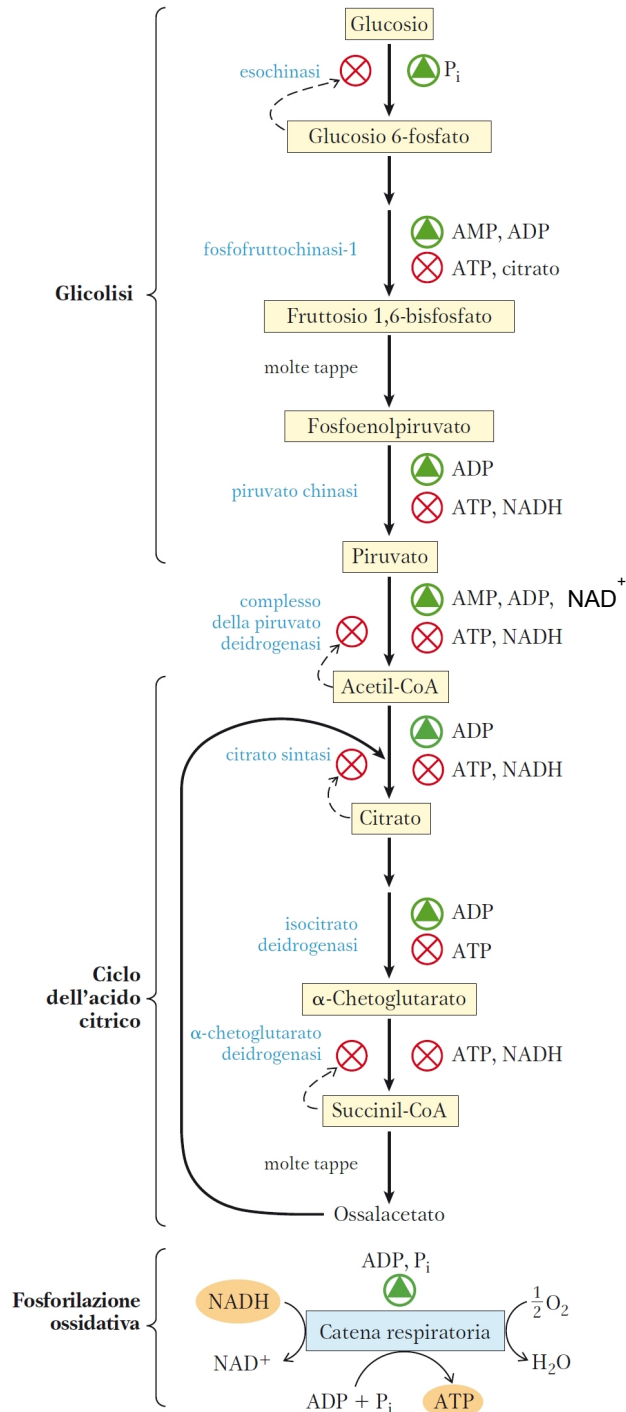 Glucosio
esochinasi
Pi
Glucosio 6-fosfato
AMP, ADP
fosfofruttochinasi-1
ATP, citrato
Glicolisi
Fruttosio 1,6-bisfosfato
molte tappe
Fosfoenolpiruvato
ADP
piruvato chinasi
ATP, NADH
Piruvato
complesso
della piruvato
deidrogenasi
AMP, ADP, NAD+
ATP, NADH
Acetil-CoA
ADP
citrato sintasi
ATP, NADH
Citrato
ADP
isocitrato
deidrogenasi
ATP
Ciclo
dell'acido
citrico
α-Chetoglutarato
α-chetoglutarato
deidrogenasi
ATP, NADH
Succinil-CoA
molte tappe
Ossalacetato
ADP, Pi
Fosforilazione
ossidativa
NADH
1/2 O2
Catena respiratoria
NAD+
H2O
ADP + Pi
ATP